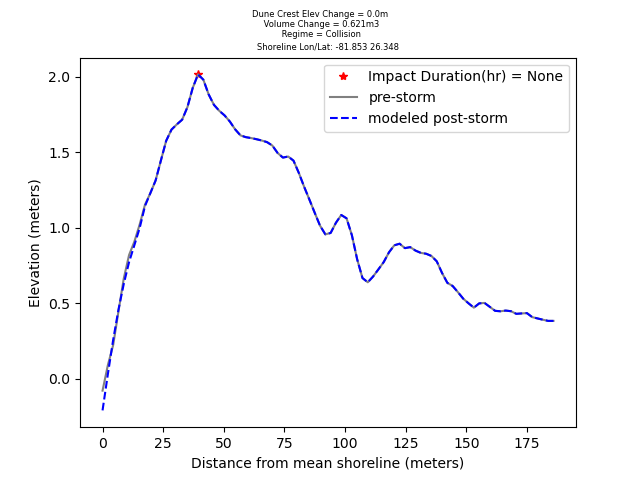 Dune Crest Elev Change = 0.0m
Volume Change = 0.621m3
Regime = Collision
Shoreline Lon/Lat: -81.853 26.348
Impact Duration(hr) = None
pre-storm
modeled post-storm
2.0
1.5
1.0
0.5
0.0
Elevation (meters)
0 25 50 75 100 125 150 175
Distance from mean shoreline (meters)